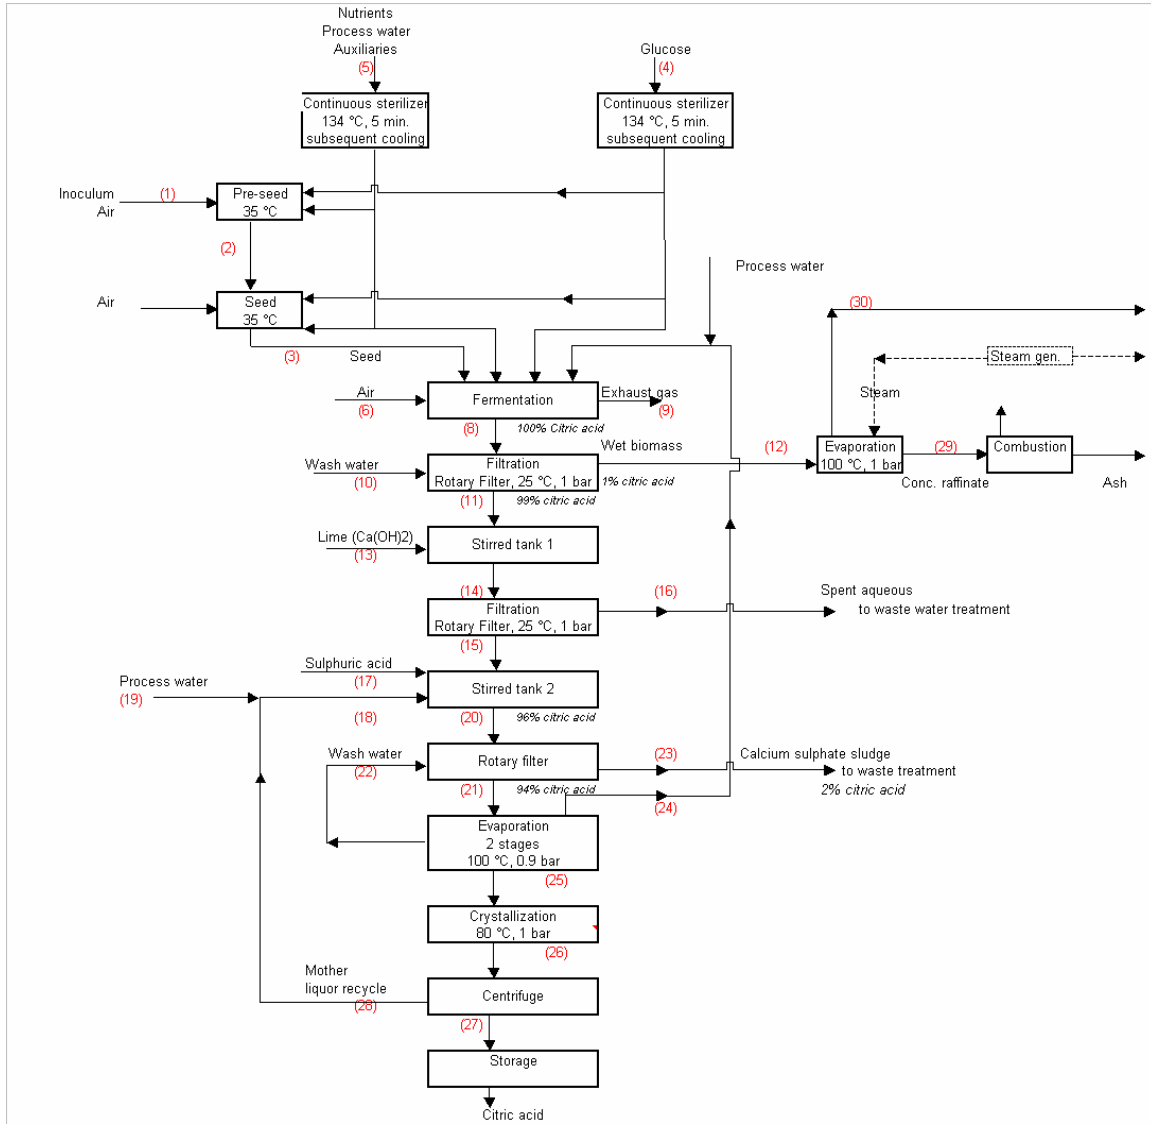 Nutrients
Process water
Auxiliaries
(5)
Glucose
(4)
Continuous sterilizer
134 °C, 5 min.
subsequent cooling
Continuous sterilizer
134 °C, 5 min.
subsequent cooling
Inoculum
Air
(1)
Pre-seed
35 °C
(2)
Process water
Air
Seed
35 °C
(30)
(3)
Seed
Steam gen.
Steam
Air
(6)
Fermentation
Exhaust gas
(9)
(8)
100% Citric acid
Wet biomass
(12)
Evaporation
100 °C, 1 bar
(29)
Combustion
Wash water
(10)
Filtration
Rotary Filter, 25 °C, 1 bar
1% citric acid
Conc. raffinate
Ash
(11)
99% citric acid
Lime (Ca(OH)2)
(13)
Stirred tank 1
(14)
(16)
Spent aqueous
to waste water treatment
Filtration
Rotary Filter, 25 °C, 1 bar
(15)
Sulphuric acid
(17)
Process water
(19)
Stirred tank 2
(18)
(20)
96% citric acid
Wash water
(22)
Rotary filter
(23)
Calcium sulphate sludge
to waste treatment
2% citric acid
(21)
94% citric acid
(24)
Evaporation
2 stages
100 °C, 0.9 bar
(25)
Crystallization
80 °C, 1 bar
(26)
Mother
liquor recycle
(28)
Centrifuge
(27)
Storage
Citric acid